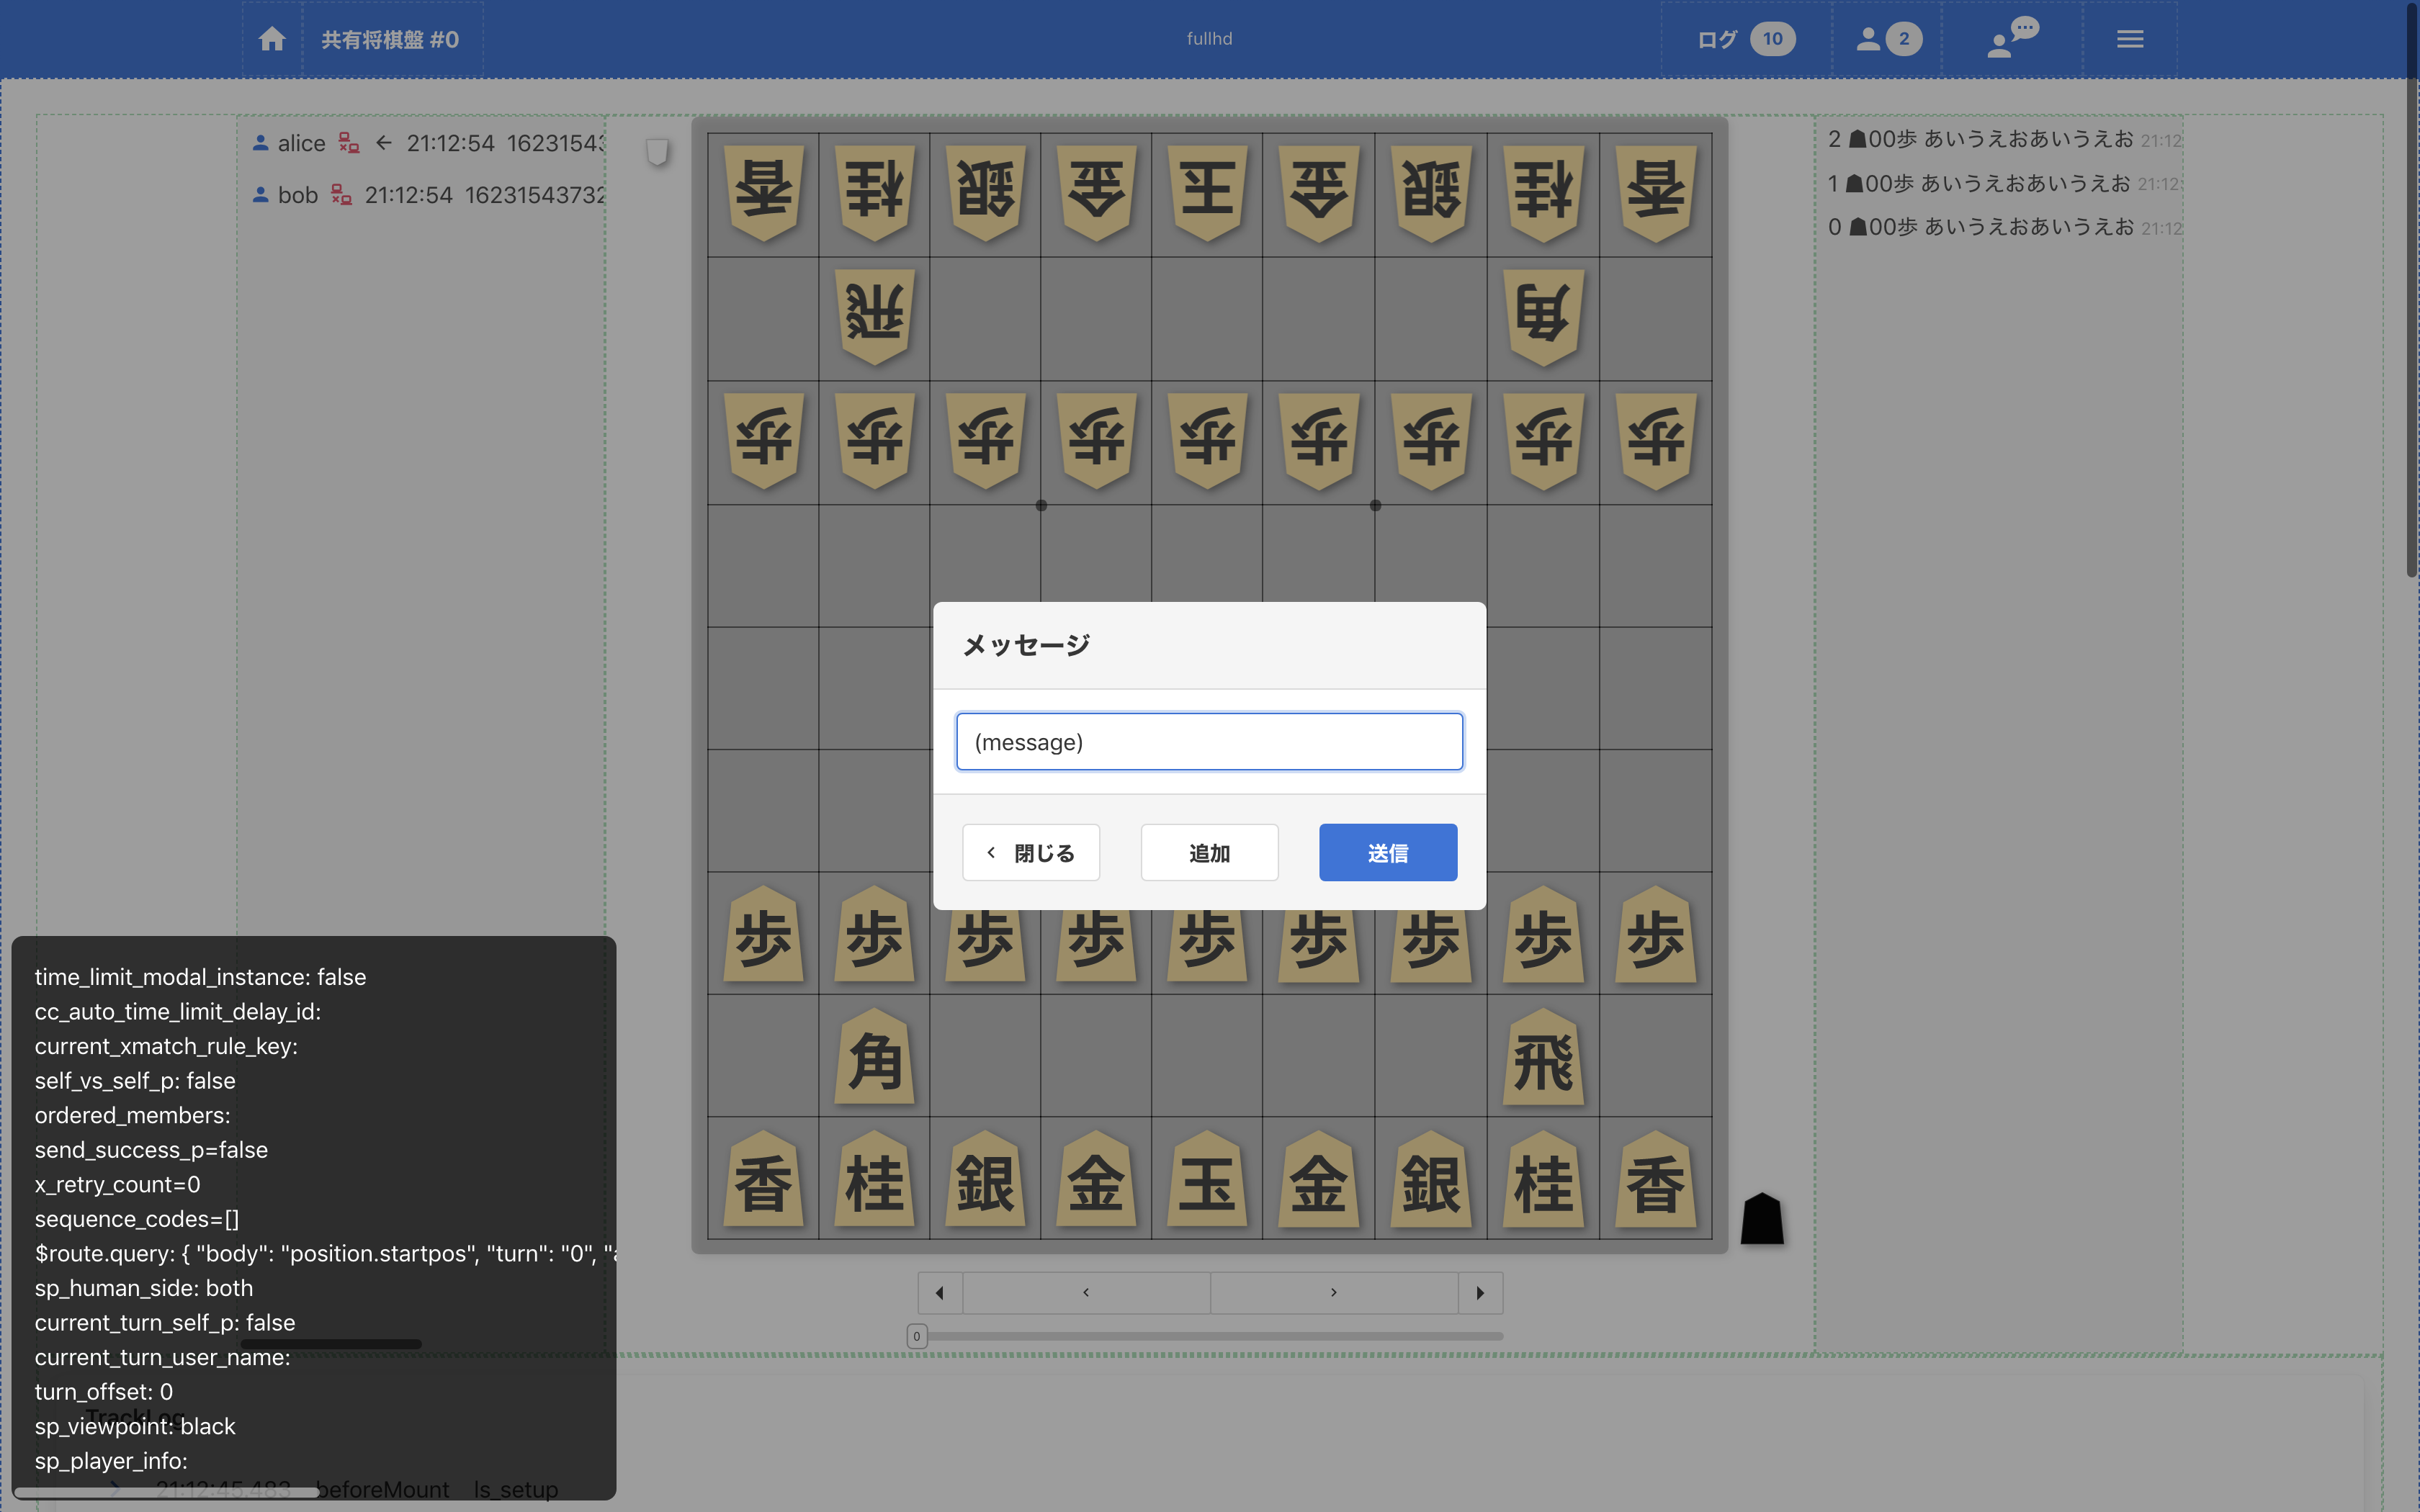 共有将棋盤 #0
fullhd
ログ 10
2
alice ← 21:12:54 16231543
bob 21:12:54 16231543732
2 ☗00歩 あいうえおあいうえお 21:12
1 ☗00歩 あいうえおあいうえお 21:12:
0 ☗00歩 あいうえおあいうえお 21:12
香 桂 銀 金 玉 金 銀 桂 香
飛 角
歩 歩 歩 歩 歩 歩 歩 歩 歩
メッセージ
(message)
閉じる 追加 送信
歩 歩 歩 歩 歩 歩 歩 歩 歩
角 飛
香 桂 銀 金 玉 金 銀 桂 香
0
time_limit_modal_instance: false
cc_auto_time_limit_delay_id:
current_xmatch_rule_key:
self_vs_self_p: false
ordered_members:
send_success_p=false
x_retry_count=0
sequence_codes=[]
$route.query: { "body": "position.startpos", "turn": "0", "a
sp_human_side: both
current_turn_self_p: false
current_turn_user_name:
turn_offset: 0
sp_viewpoint: black
sp_player_info:
TrackLog
21:12:45.483 beforeMount ls_setup